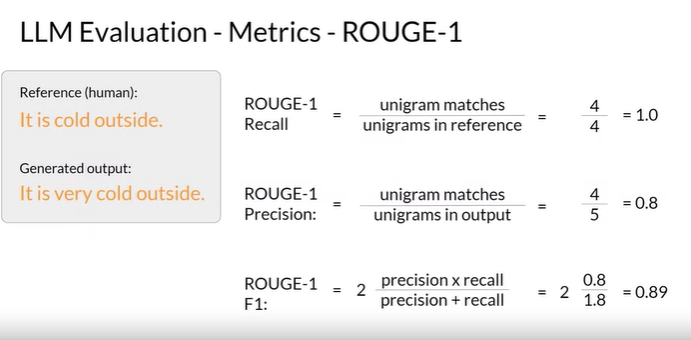 LLM Evaluation - Metrics - ROUGE-1
Reference (human):
It is cold outside.
Generated output:
It is very cold outside.
ROUGE-1 Recall = unigram matches / unigrams in reference = 4 / 4 = 1.0
ROUGE-1 Precision: = unigram matches / unigrams in output = 4 / 5 = 0.8
ROUGE-1 F1: = 2 precision x recall / precision + recall = 2 0.8 / 1.8 = 0.89